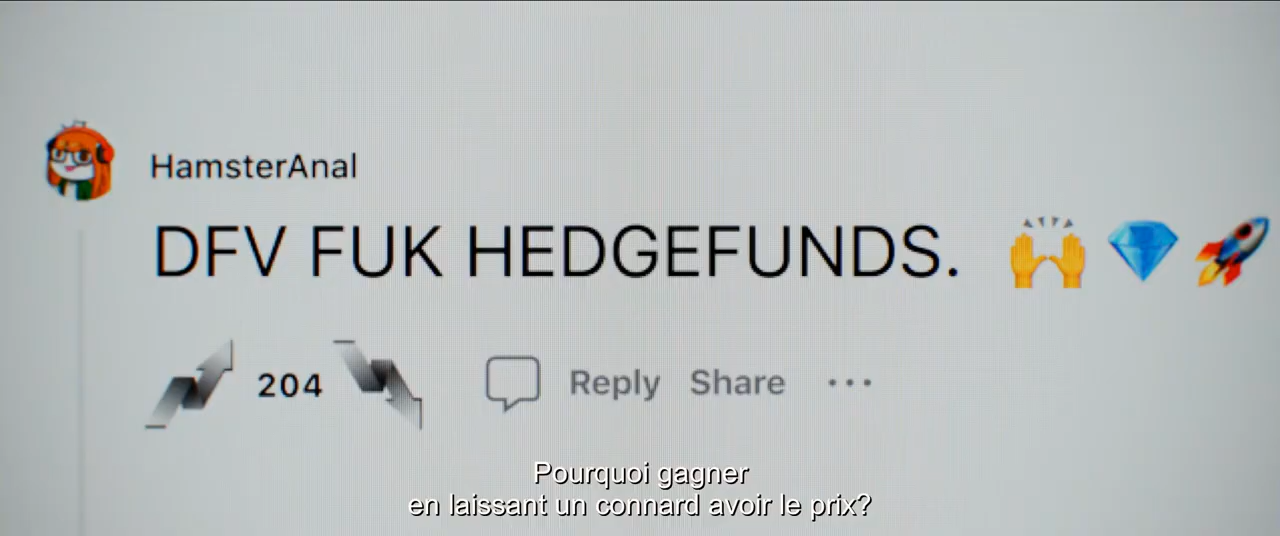 HamsterAnal
DFV FUK HEDGEFUNDS. 🙌 💎 🚀
204 Reply Share ···
Pourquoi gagner
en laissant un connard avoir le prix?